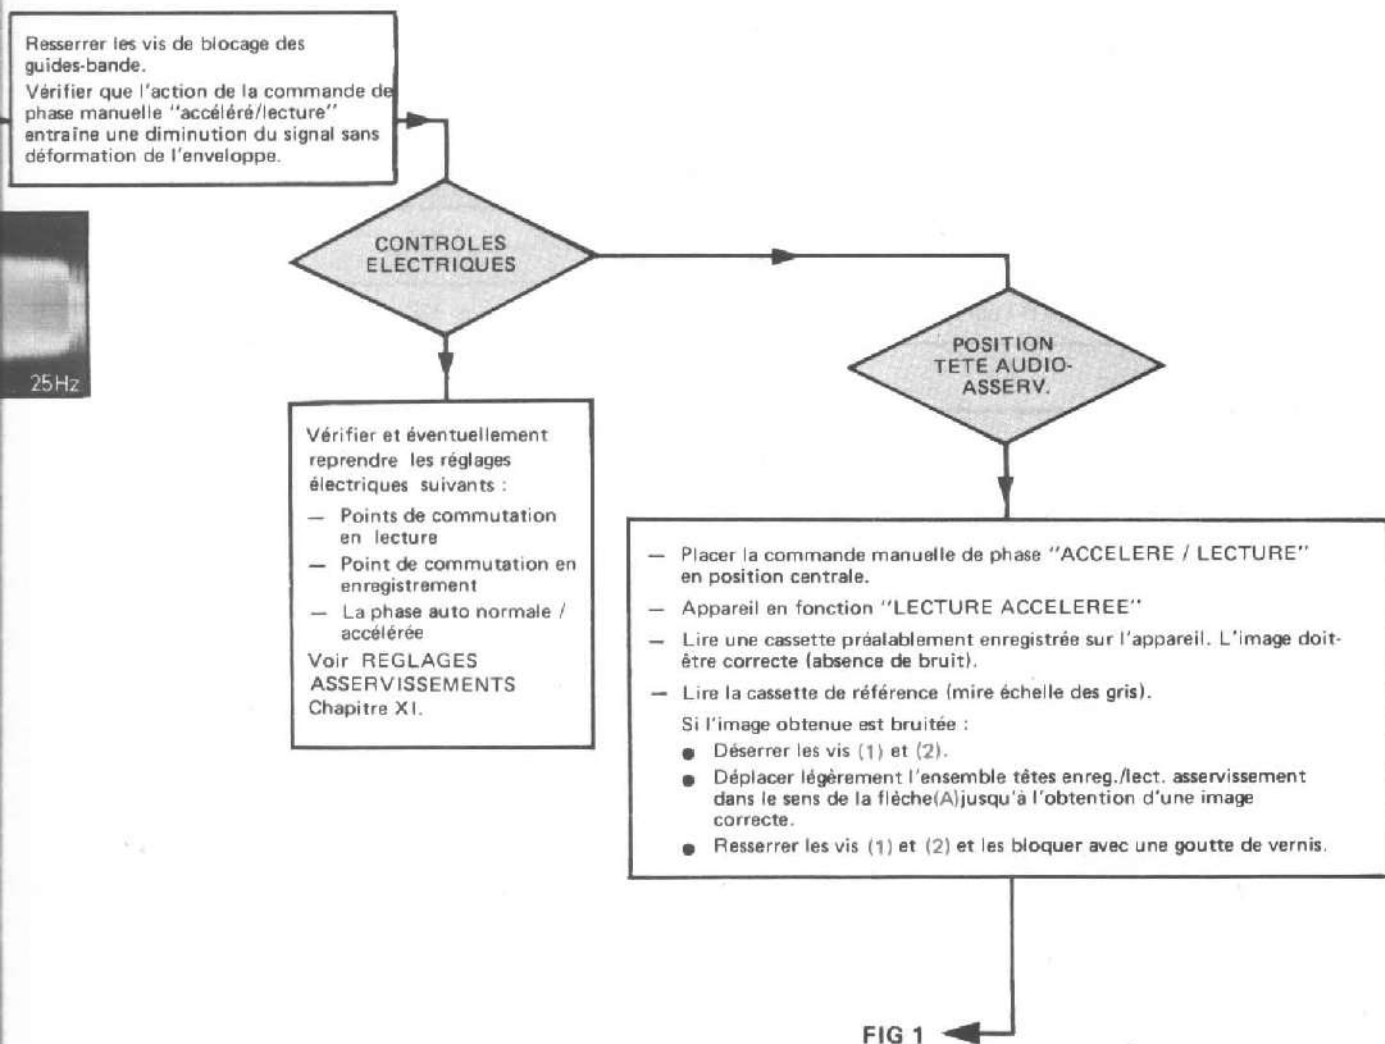 Resserrer les vis de blocage des
guides-bande.
Vérifier que l'action de la commande de
phase manuelle "accéléré/lecture"
entraîne une diminution du signal sans
déformation de l'enveloppe.
25Hz
CONTROLES
ELECTRIQUES
Vérifier et éventuellement
reprendre les réglages
électriques suivants :
— Points de commutation
en lecture
— Point de commutation en
enregistrement
— La phase auto normale /
accélérée
Voir REGLAGES
ASSERVISSEMENTS
Chapitre XI.
POSITION
TETE AUDIO-
ASSERV.
— Placer la commande manuelle de phase "ACCELERE / LECTURE"
en position centrale.
— Appareil en fonction "LECTURE ACCELEREE"
— Lire une cassette préalablement enregistrée sur l'appareil. L'image doit-
être correcte (absence de bruit).
— Lire la cassette de référence (mire échelle des gris).
Si l'image obtenue est bruitée :
● Déserrer les vis (1) et (2).
● Déplacer légèrement l'ensemble têtes enreg./lect. asservissement
dans le sens de la flèche(A)jusqu'à l'obtention d'une image
correcte.
● Resserrer les vis (1) et (2) et les bloquer avec une goutte de vernis.
FIG 1